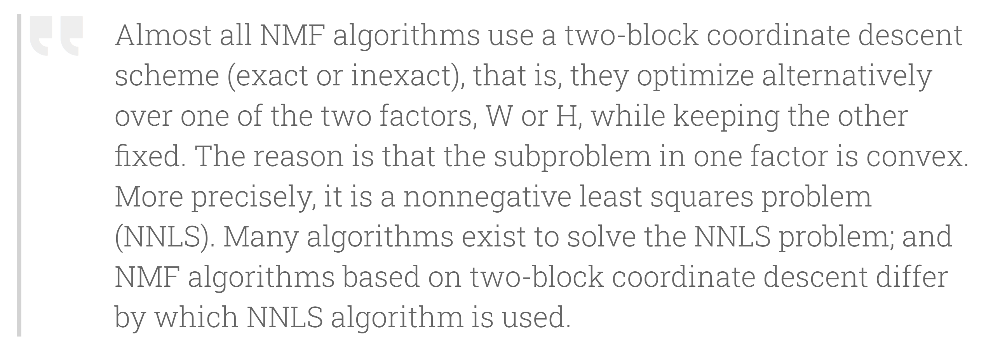 Almost all NMF algorithms use a two-block coordinate descent
scheme (exact or inexact), that is, they optimize alternatively
over one of the two factors, W or H, while keeping the other
fixed. The reason is that the subproblem in one factor is convex.
More precisely, it is a nonnegative least squares problem
(NNLS). Many algorithms exist to solve the NNLS problem; and
NMF algorithms based on two-block coordinate descent differ
by which NNLS algorithm is used.